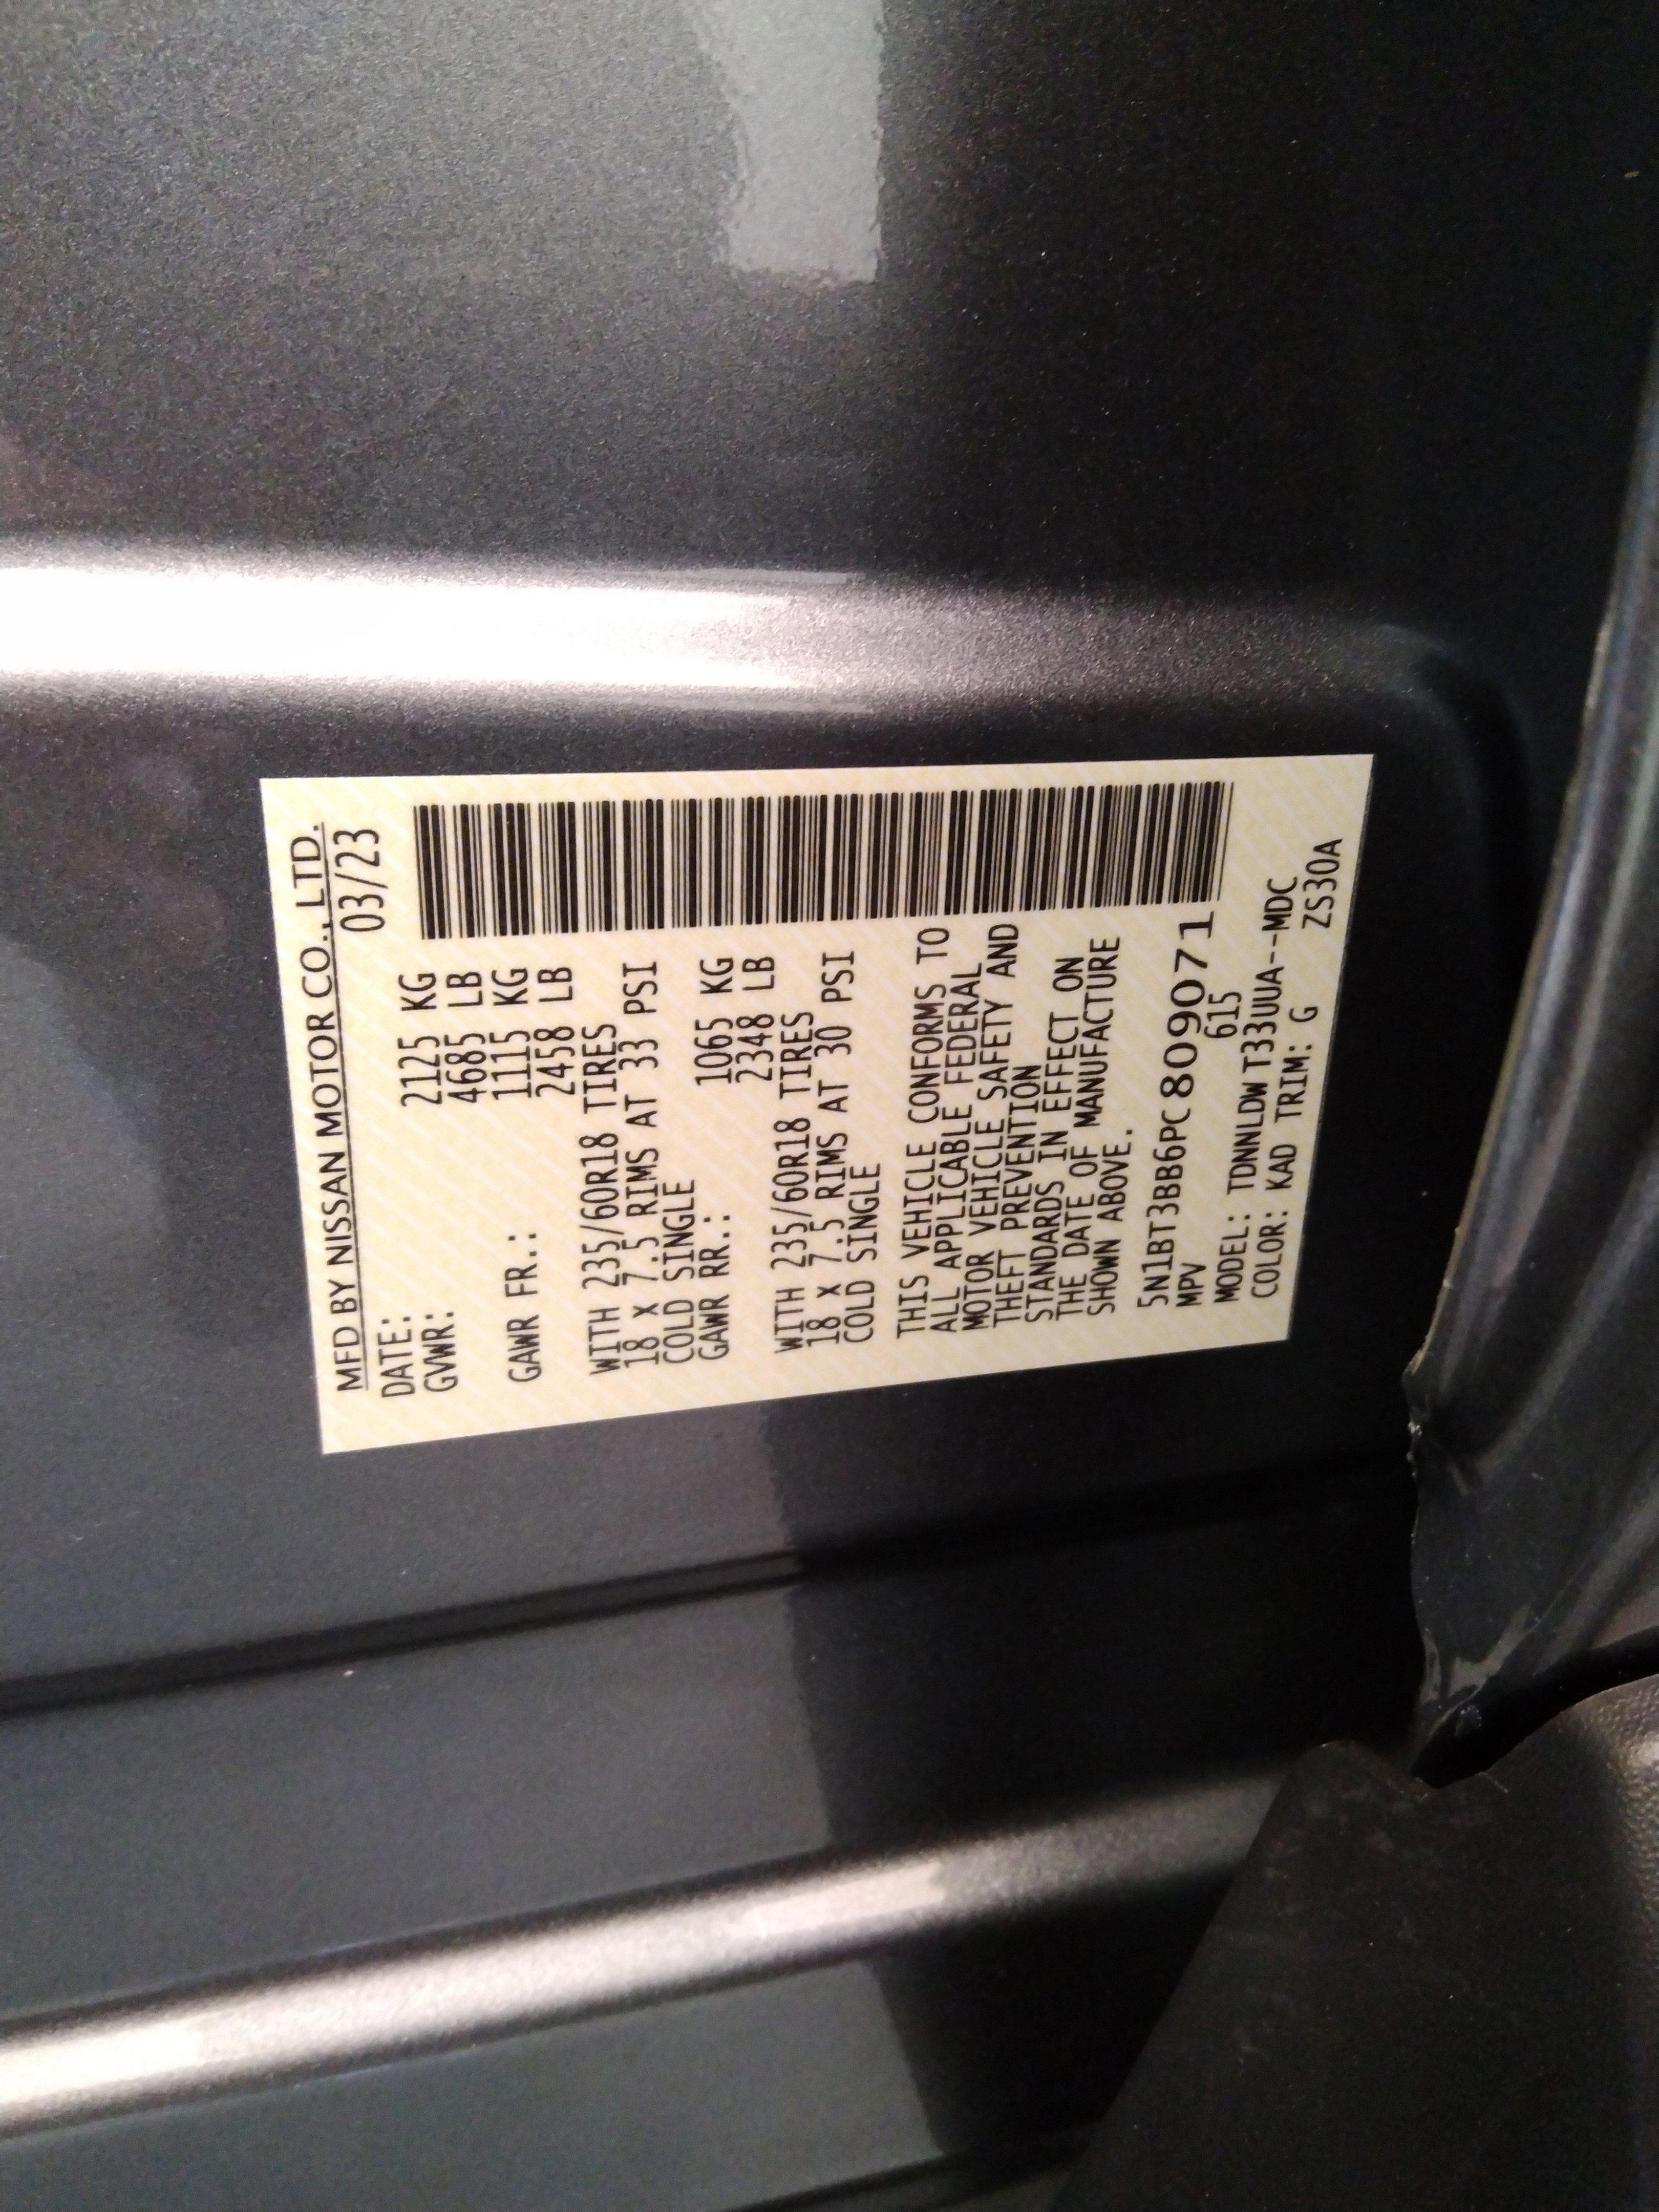 MFD BY NISSAN MOTOR CO., LTD.
DATE: 03/23
GVWR: 2125 KG
4685 LB
GAWR FR.: 1115 KG
2458 LB
WITH 235/60R18 TIRES
18 x 7.5 RIMS AT 33 PSI
COLD SINGLE
GAWR RR.: 1065 KG
2348 LB
WITH 235/60R18 TIRES
18 x 7.5 RIMS AT 30 PSI
COLD SINGLE
THIS VEHICLE CONFORMS TO
ALL APPLICABLE FEDERAL
MOTOR VEHICLE SAFETY AND
THEFT PREVENTION
STANDARDS IN EFFECT ON
THE DATE OF MANUFACTURE
SHOWN ABOVE.
5N1BT3BB6PC809071
MPV 615
MODEL: TDNNLDW T33UUA--MDC
COLOR: KAD TRIM: G ZS30A